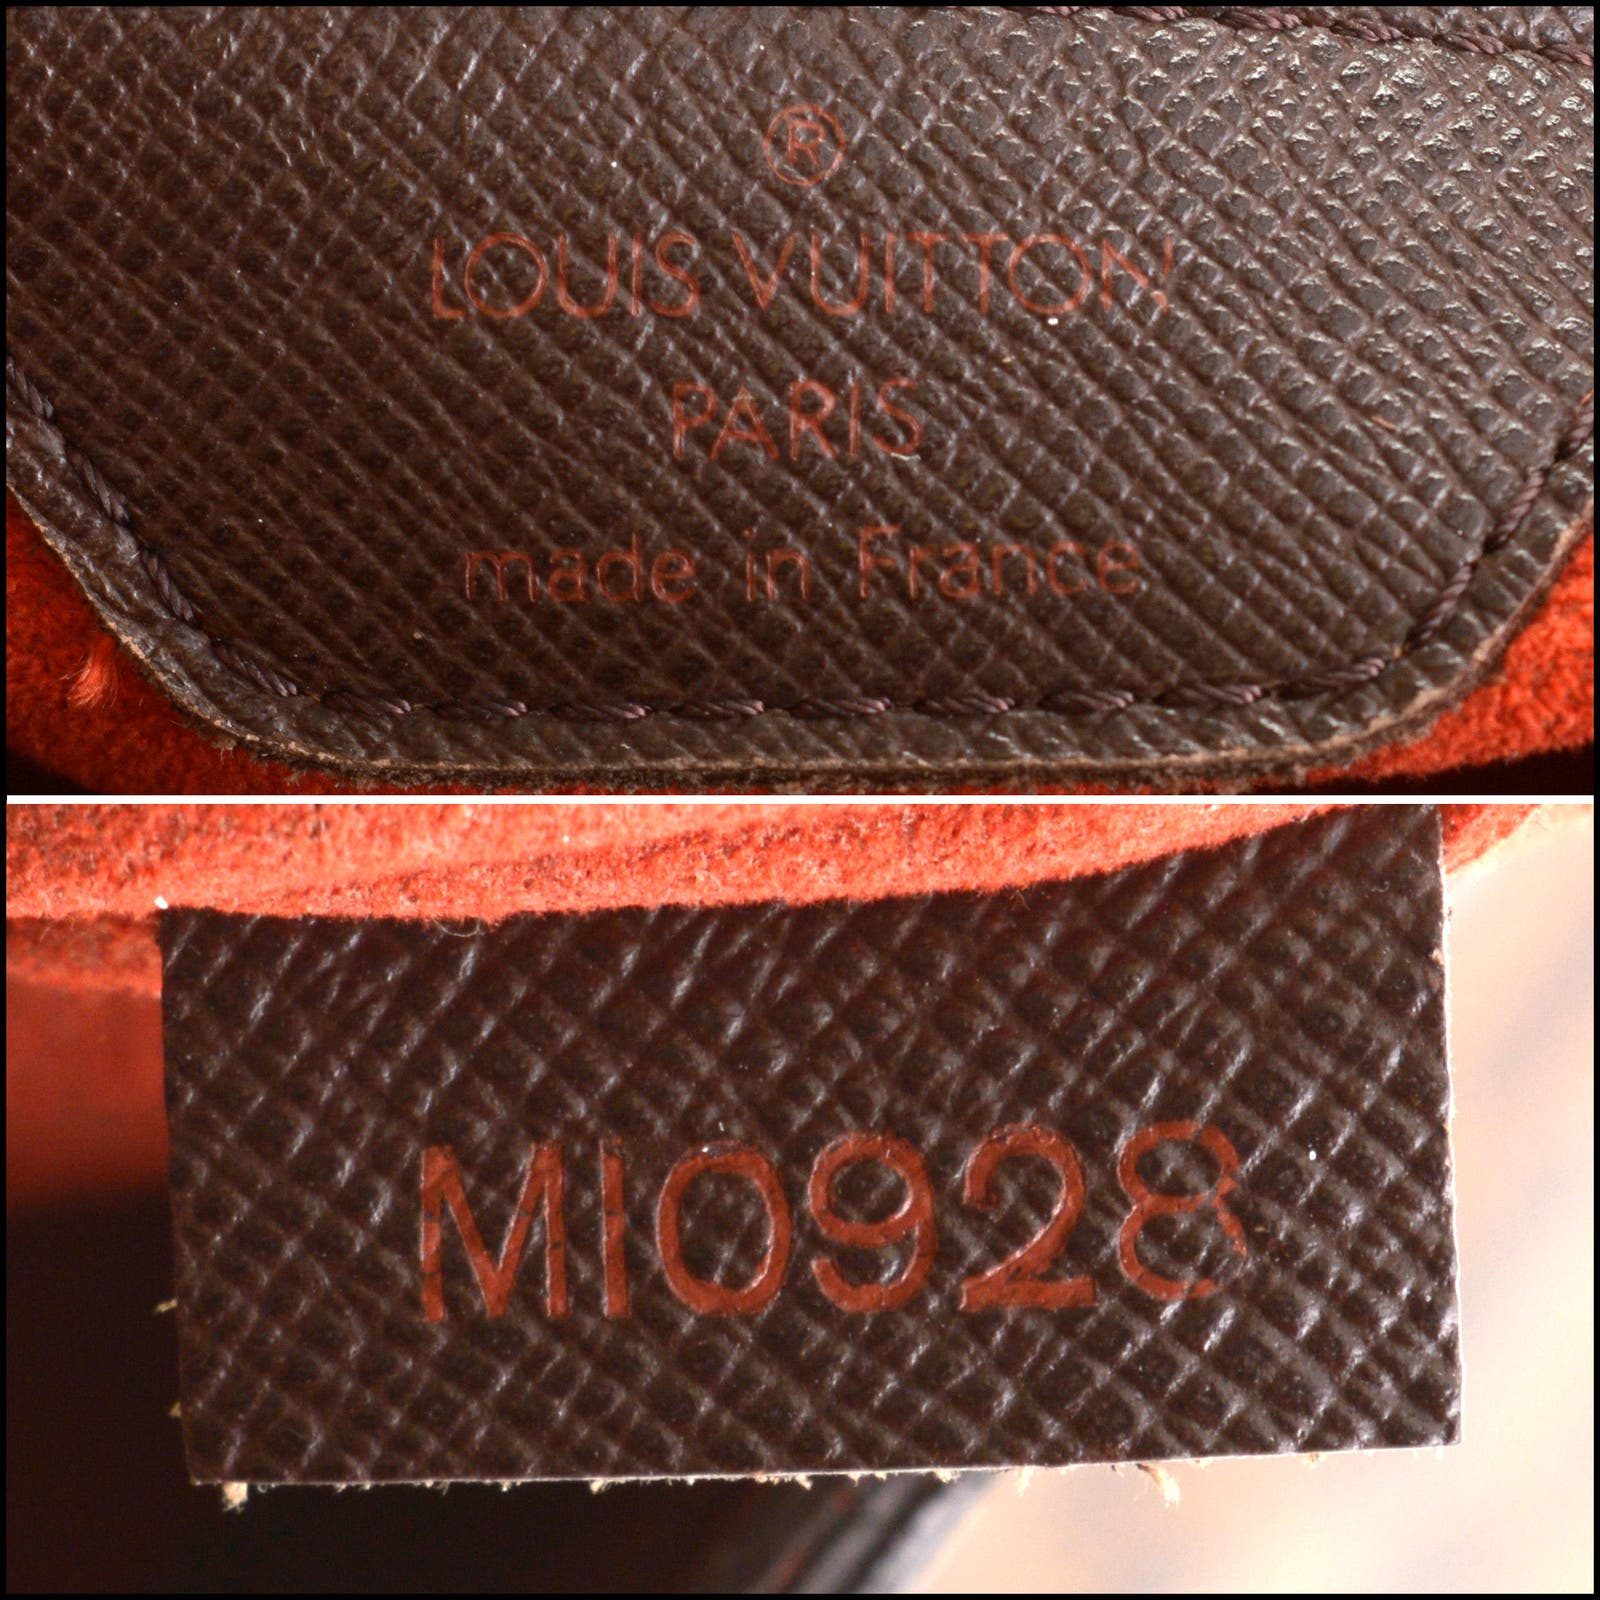 ®
LOUIS VUITTON
PARIS
made in France
MI0928